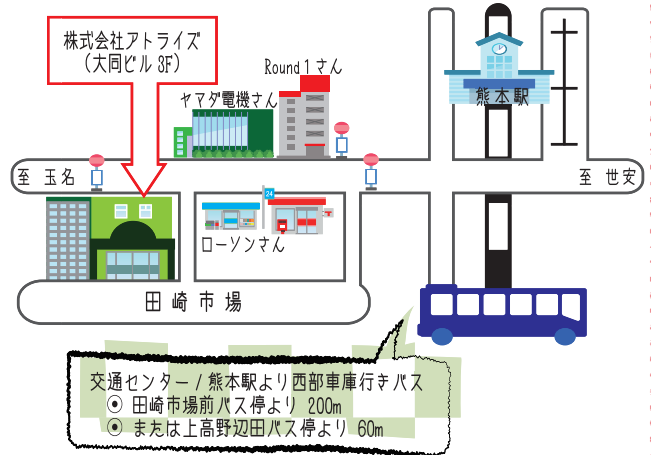 株式会社アトライズ
(大同ビル 3F)
Round 1 さん
ヤマダ電機さん
熊本駅
至 玉名
至 世安
24
ローソンさん
田崎市場
交通センター / 熊本駅より西部車庫行きバス
◉ 田崎市場前バス停より 200m
◉ または上高野辺田バス停より 60m